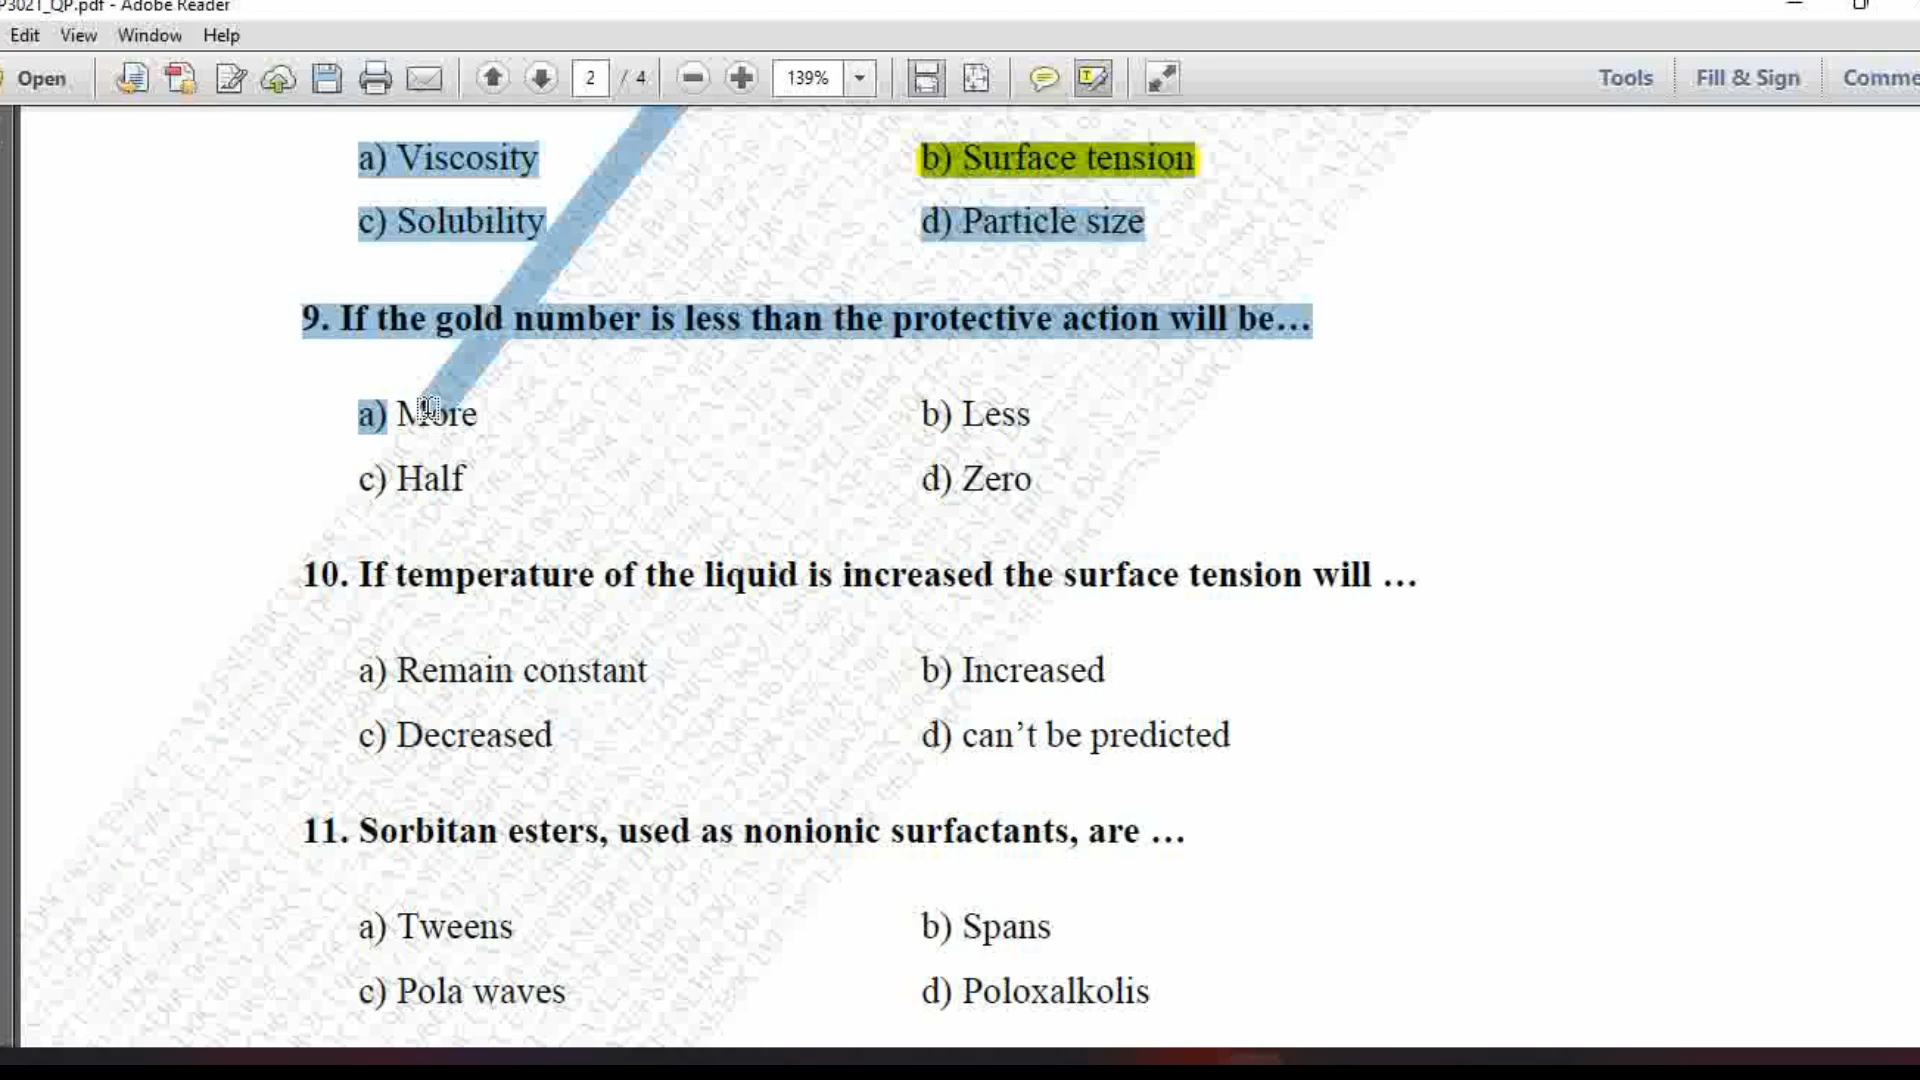 P3021_QP.pdf - Adobe Reader
Edit View Window Help
Open 2 / 4 139% Tools Fill & Sign Comme
a) Viscosity b) Surface tension
c) Solubility d) Particle size
9. If the gold number is less than the protective action will be…
a) More b) Less
c) Half d) Zero
10. If temperature of the liquid is increased the surface tension will …
a) Remain constant b) Increased
c) Decreased d) can’t be predicted
11. Sorbitan esters, used as nonionic surfactants, are …
a) Tweens b) Spans
c) Pola waves d) Poloxalkolis